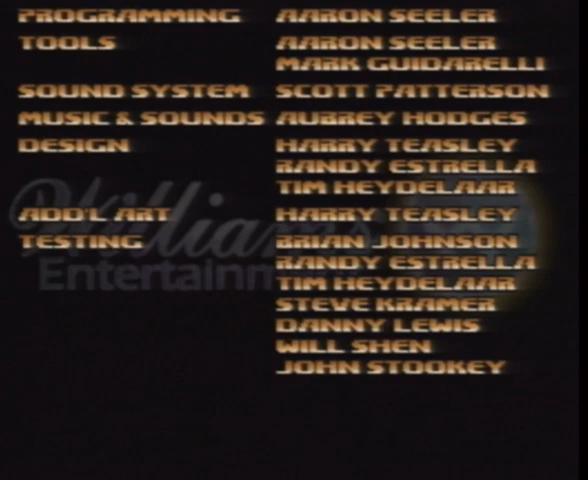 PROGRAMMING AARON SEELER
TOOLS AARON SEELER
MARK GUIDARELLI
SOUND SYSTEM SCOTT PATTERSON
MUSIC & SOUNDS AUBREY HODGES
DESIGN HARRY TEASLEY
RANDY ESTRELLA
TIM HEYDELAAR
ADD'L ART HARRY TEASLEY
TESTING BRIAN JOHNSON
RANDY ESTRELLA
TIM HEYDELAAR
STEVE KRAMER
DANNY LEWIS
WILL SHEN
JOHN STOOKEY
Williams